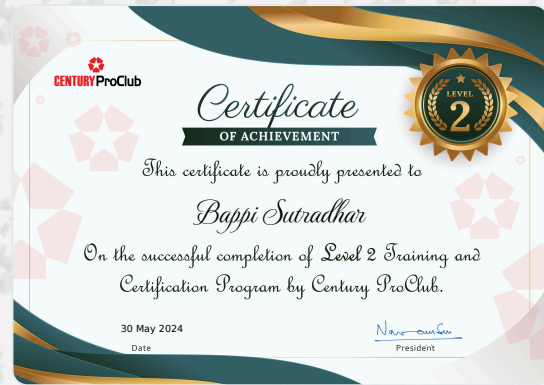 CENTURY ProClub
Certificate
OF ACHIEVEMENT
LEVEL
2
This certificate is proudly presented to
Bappi Sutradhar
On the successful completion of Level 2 Training and
Certification Program by Century ProClub.
30 May 2024
Date
President